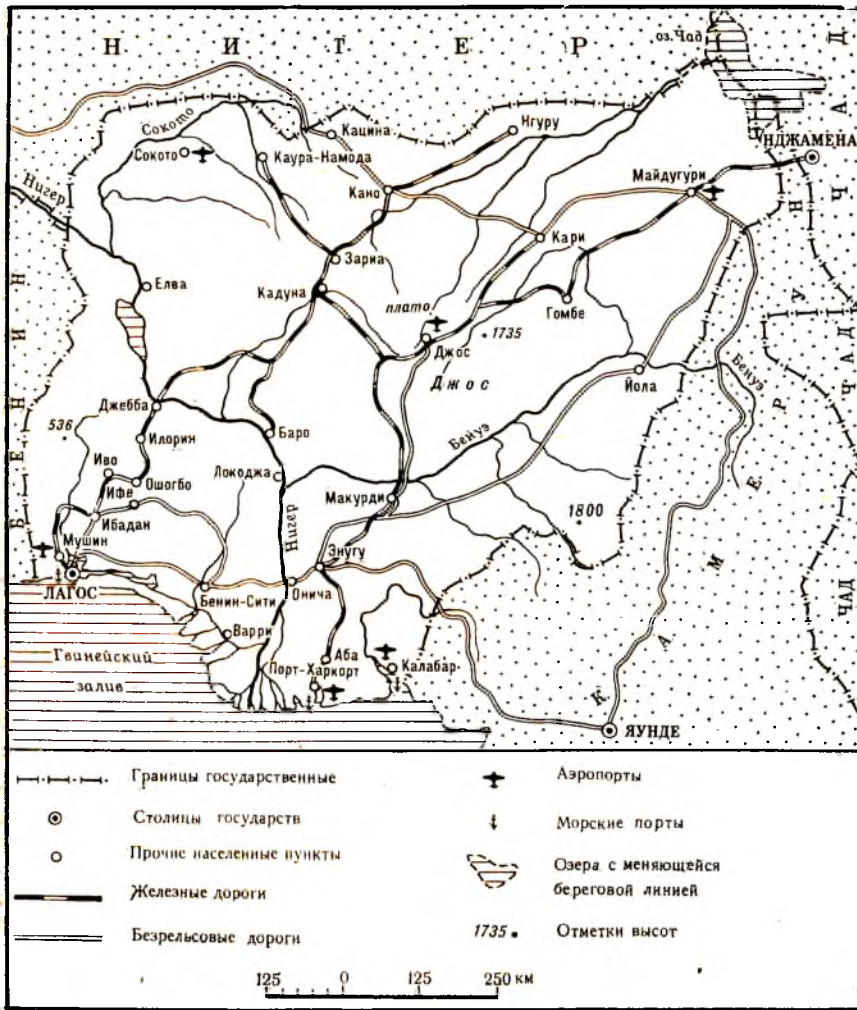 НИГЕР
оз. Чад
ЧАД
Сокото
Кацина
Нгуру
НДЖАМЕНА
Сокото
Каура-Намода
Майдугури
Нигер
Кано
Кари
Зариа
Елва
Кадуна
плато
Гомбе
1735
Джос
Джос
Бенуэ
Йола
Джебба
536
Илорин
Баро
Бенуэ
БЕНИН
Иво
Локоджа
Ошогбо
Ифе
Макурди
Ибадан
1800
Мушин
Нигер
Энугу
ЛАГОС
Онича
Бенин-Сити
ЧАД
Варри
КАМЕРУН
Гвинейский
залив
Аба
Порт-Харкорт
Калабар
ЯУНДЕ
Границы государственные
Аэропорты
Столицы государств
Морские порты
Прочие населенные пункты
Озера с меняющейся
береговой линией
Железные дороги
Безрельсовые дороги
1735
Отметки высот
125 0 125 250 км